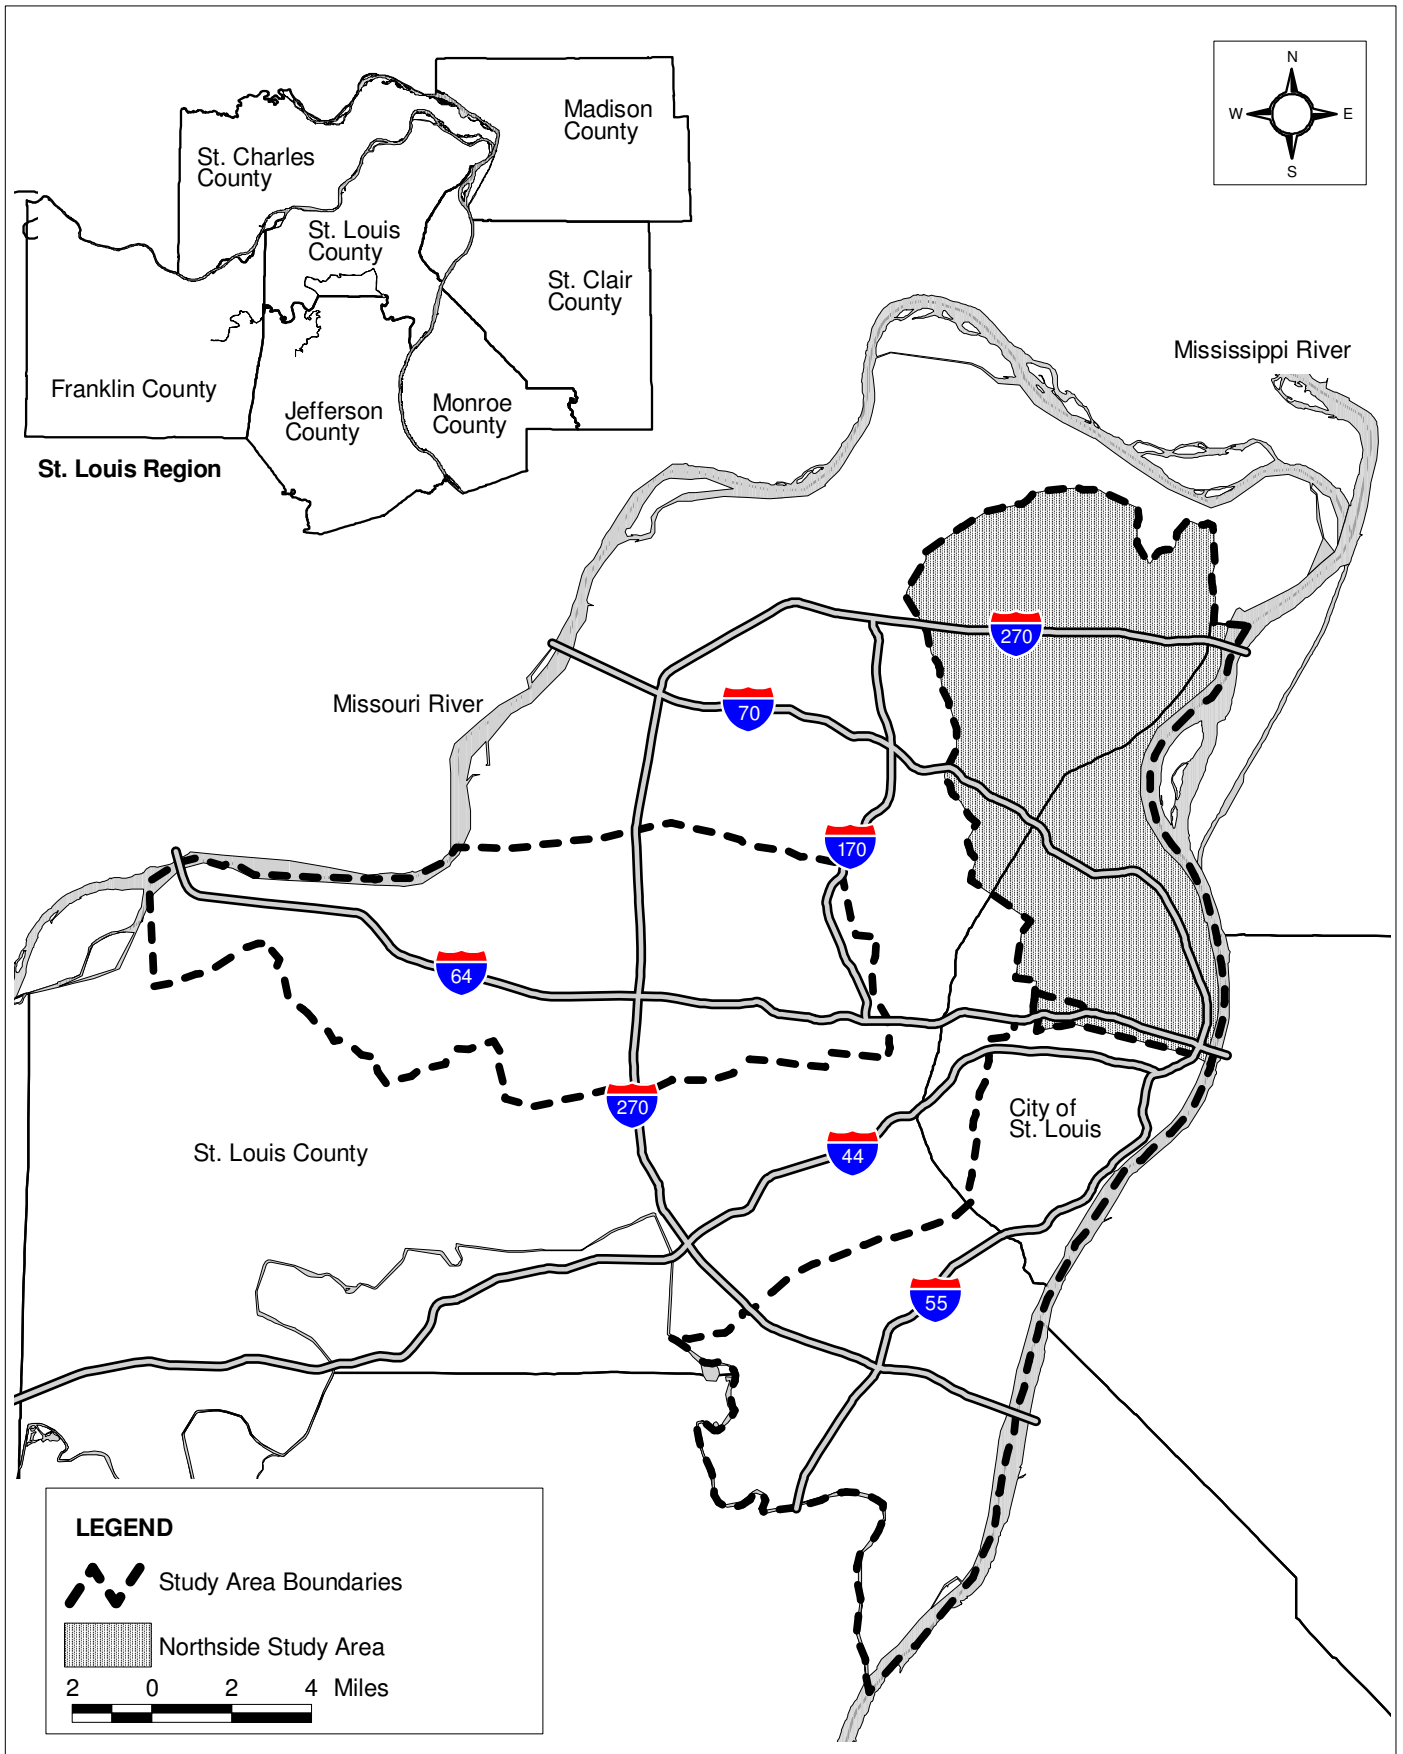 N
W
E
S
Madison
County
St. Charles
County
St. Louis
County
St. Clair
County
Franklin County
Jefferson
County
Monroe
County
St. Louis Region
Mississippi River
270
Missouri River
70
170
64
270
City of
St. Louis
St. Louis County
44
55
LEGEND
Study Area Boundaries
Northside Study Area
2 0 2 4 Miles